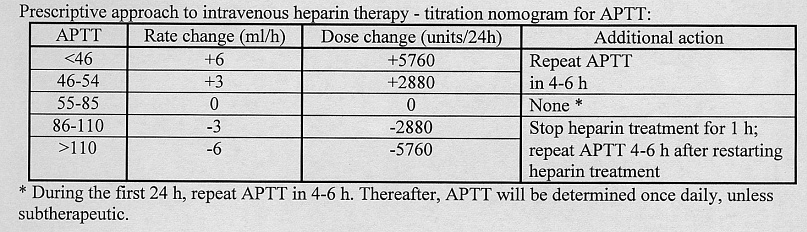 Prescriptive approach to intravenous heparin therapy - titration nomogram for APTT:
APTT Rate change (ml/h) Dose change (units/24h) Additional action
<46 +6 +5760 Repeat APTT
46-54 +3 +2880 in 4-6 h
55-85 0 0 None *
86-110 -3 -2880 Stop heparin treatment for 1 h;
>110 -6 -5760 repeat APTT 4-6 h after restarting
heparin treatment
* During the first 24 h, repeat APTT in 4-6 h. Thereafter, APTT will be determined once daily, unless
subtherapeutic.